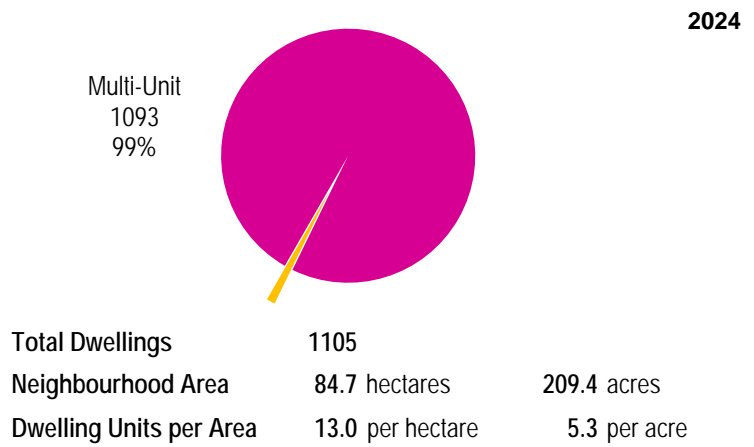 2024
Multi-Unit
1093
99%
Total Dwellings 1105
Neighbourhood Area 84.7 hectares 209.4 acres
Dwelling Units per Area 13.0 per hectare 5.3 per acre